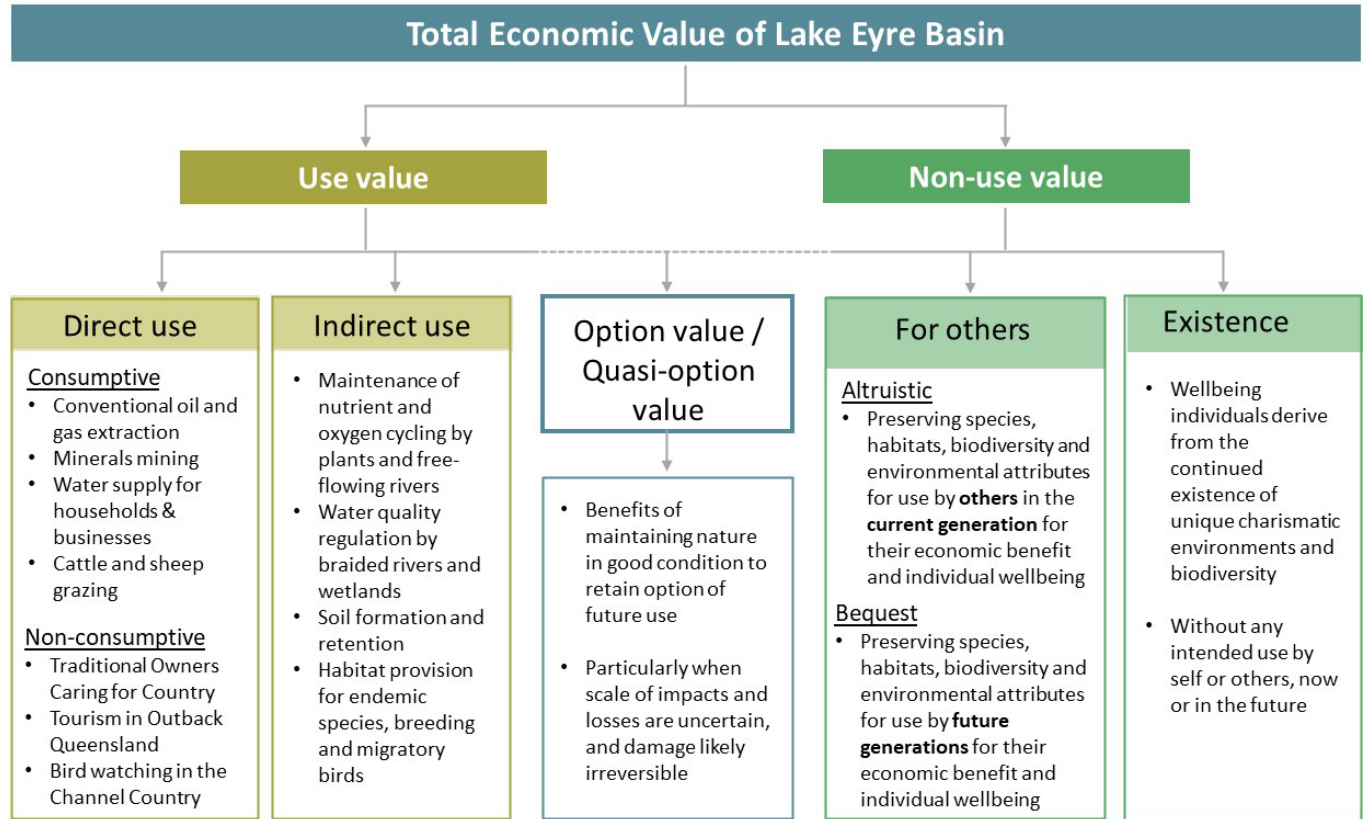 Total Economic Value of Lake Eyre Basin
Use value
Non-use value
Direct use
Consumptive
• Conventional oil and
gas extraction
• Minerals mining
• Water supply for
households &
businesses
• Cattle and sheep
grazing
Non-consumptive
• Traditional Owners
Caring for Country
• Tourism in Outback
Queensland
• Bird watching in the
Channel Country
Indirect use
• Maintenance of
nutrient and
oxygen cycling by
plants and free-
flowing rivers
• Water quality
regulation by
braided rivers and
wetlands
• Soil formation and
retention
• Habitat provision
for endemic
species, breeding
and migratory
birds
Option value /
Quasi-option
value
• Benefits of
maintaining nature
in good condition to
retain option of
future use
• Particularly when
scale of impacts and
losses are uncertain,
and damage likely
irreversible
For others
Altruistic
• Preserving species,
habitats, biodiversity and
environmental attributes
for use by others in the
current generation for
their economic benefit
and individual wellbeing
Bequest
• Preserving species,
habitats, biodiversity and
environmental attributes
for use by future
generations for their
economic benefit and
individual wellbeing
Existence
• Wellbeing
individuals derive
from the
continued
existence of
unique charismatic
environments and
biodiversity
• Without any
intended use by
self or others, now
or in the future